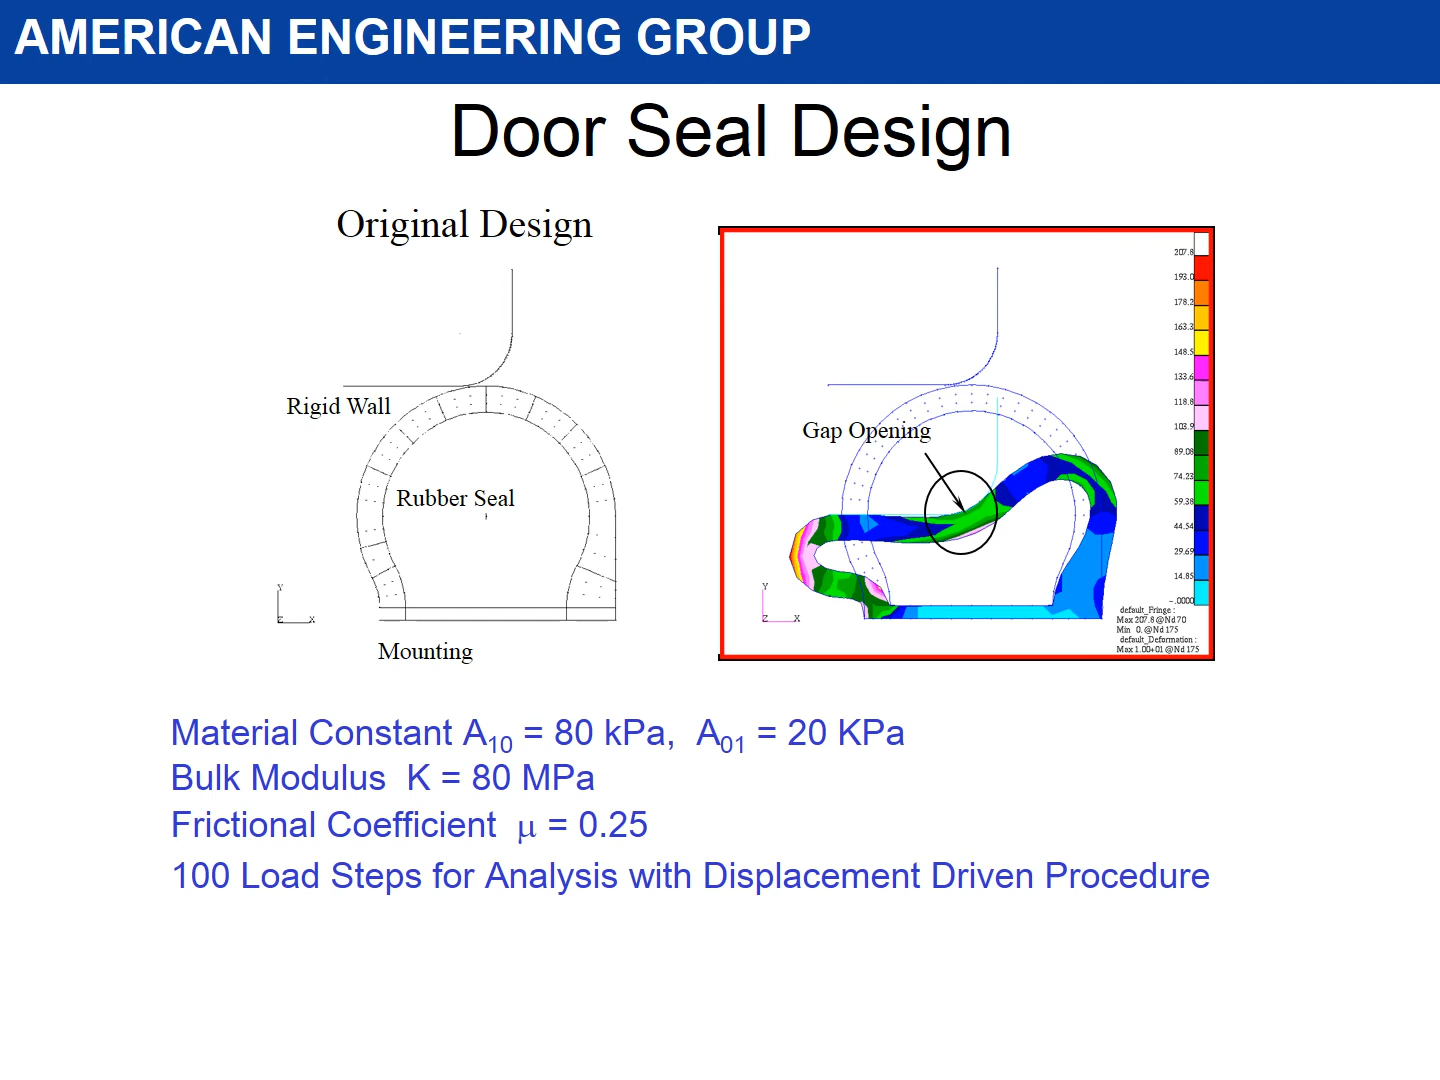 AMERICAN ENGINEERING GROUP
Door Seal Design
Original Design
Rigid Wall
Rubber Seal
Y
Z X
Mounting
207.8
193.0
178.2
163.3
148.5
133.6
118.8
103.9
89.08
74.23
59.38
44.54
29.69
14.85
-.0000
Gap Opening
Y
Z X
default_Fringe :
Max 207.8 @Nd 70
Min 0. @Nd 175
default_Deformation :
Max 1.00+01 @Nd 175
Material Constant A10 = 80 kPa, A01 = 20 KPa
Bulk Modulus K = 80 MPa
Frictional Coefficient μ = 0.25
100 Load Steps for Analysis with Displacement Driven Procedure